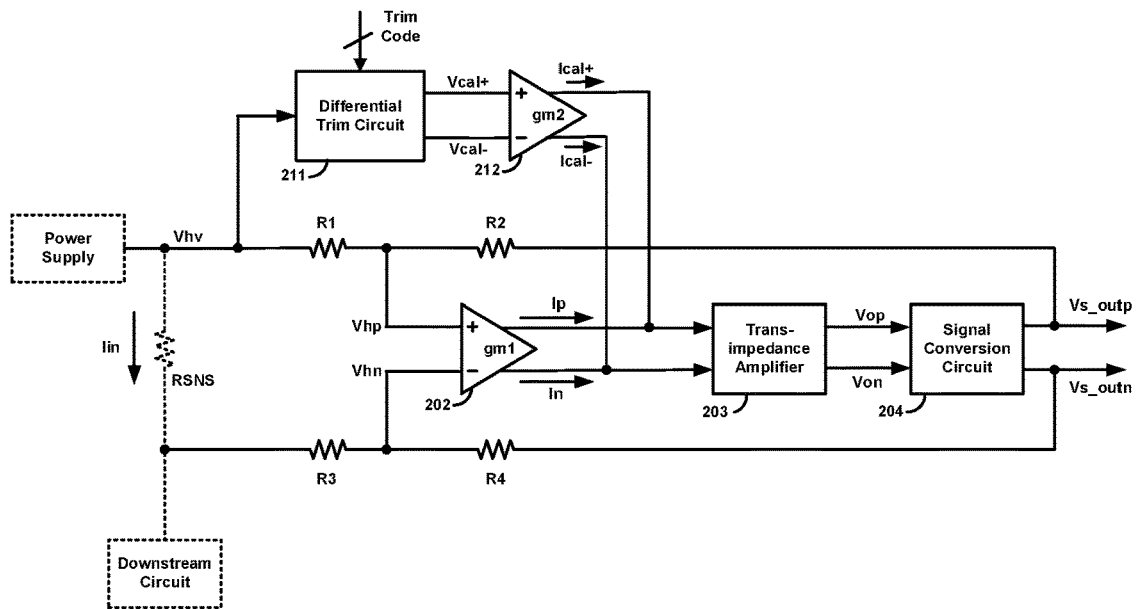 Trim
Code
Ical+
Vcal+
Differential
Trim Circuit
+
gm2
−
Vcal-
Ical-
211
212
Power
Supply
Vhv
R1
R2
Iin
RSNS
Vhp
+
gm1
−
Vhn
202
Ip
In
Trans-
impedance
Amplifier
203
Vop
Von
Signal
Conversion
Circuit
204
Vs_outp
Vs_outn
R3
R4
Downstream
Circuit